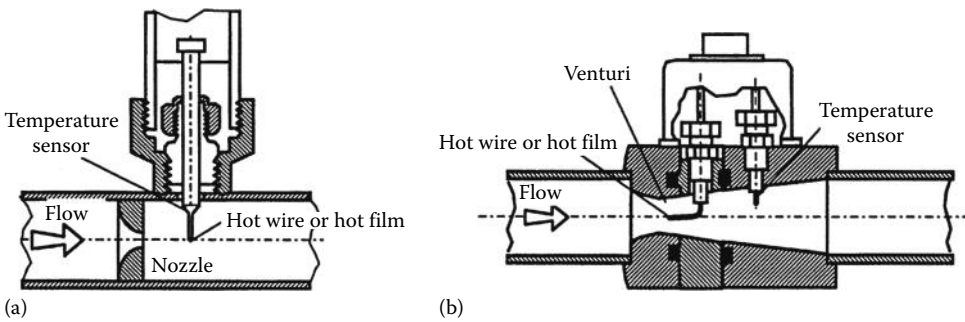 Temperature
sensor
Flow
Hot wire or hot film
Nozzle
(a)
Venturi
Hot wire or hot film
Temperature
sensor
Flow
(b)